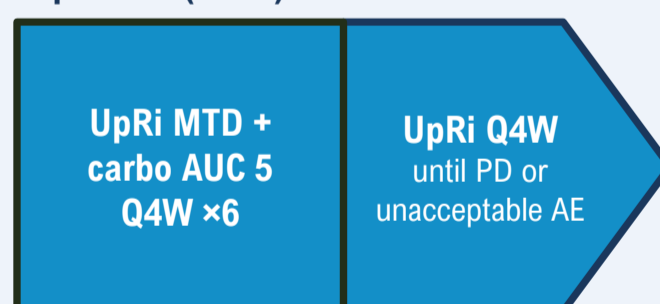 UpRi MTD +
carbo AUC 5
Q4W ×6
UpRi Q4W
until PD or
unacceptable AE